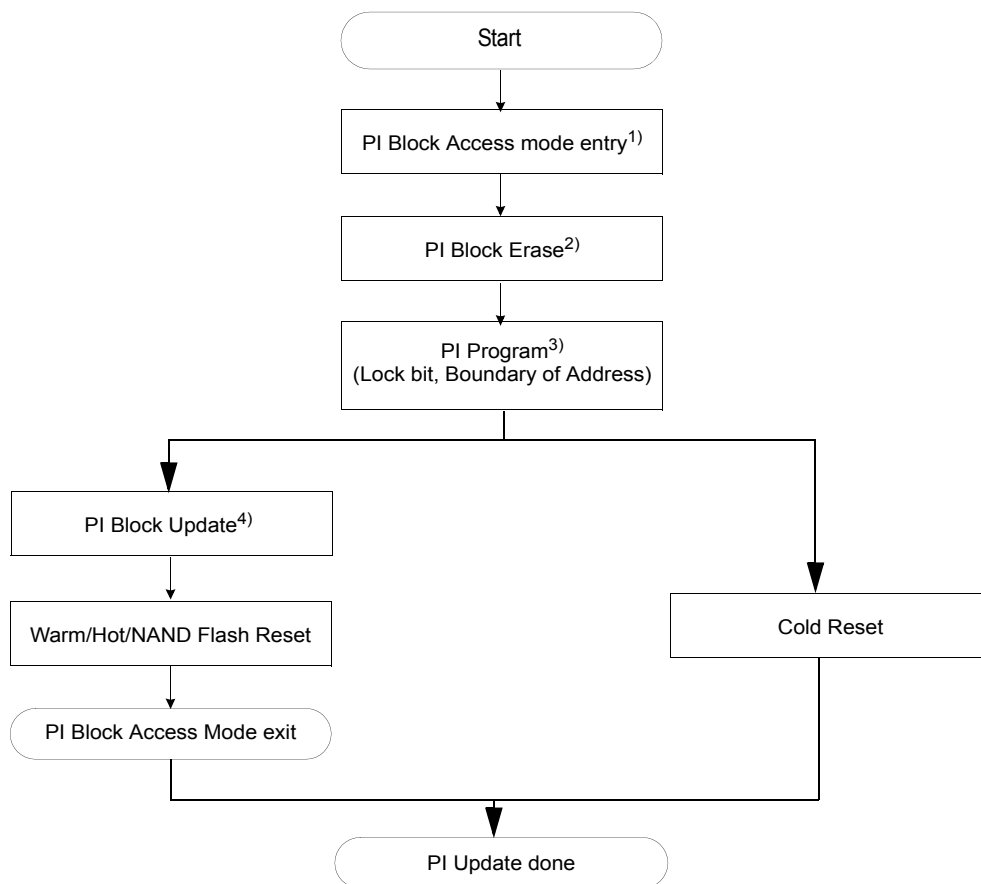 Start
PI Block Access mode entry1)
PI Block Erase2)
PI Program3)
(Lock bit, Boundary of Address)
PI Block Update4)
Warm/Hot/NAND Flash Reset
Cold Reset
PI Block Access Mode exit
PI Update done